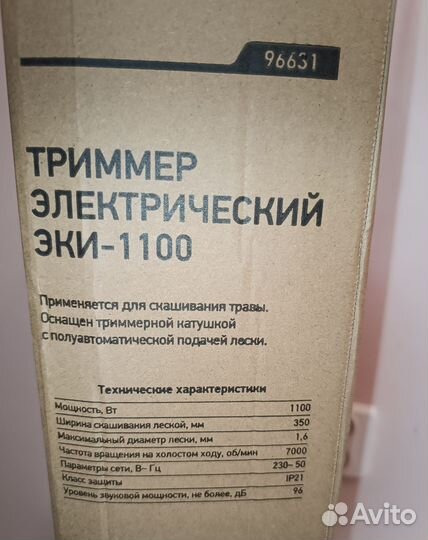 96631
ТРИММЕР
ЭЛЕКТРИЧЕСКИЙ
ЭКИ-1100
Применяется для скашивания травы.
Оснащен триммерной катушкой
с полуавтоматической подачей лески.
Технические характеристики
Мощность, Вт 1100
Ширина скашивания леской, мм 350
Максимальный диаметр лески, мм 1,6
Частота вращения на холостом ходу, об/мин 7000
Параметры сети, В– Гц 230– 50
Класс защиты IP21
Уровень звуковой мощности, не более, дБ 96
Avito